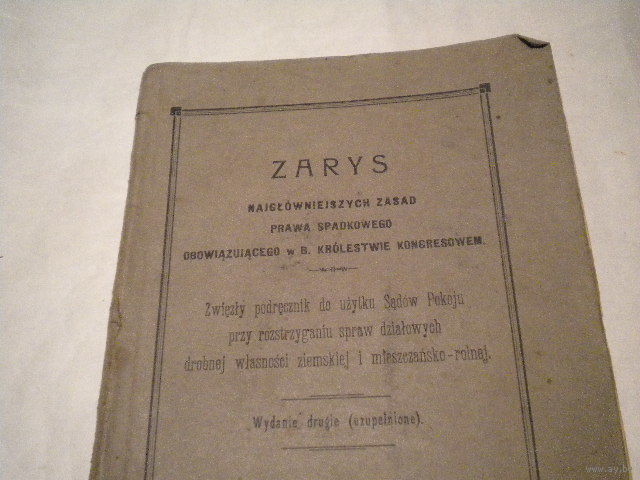 ZARYS
NAJGŁÓWNIEJSZYCH ZASAD
PRAWA SPADKOWEGO
OBOWIĄZUJĄCEGO w B. KRÓLESTWIE KONGRESOWEM.
Zwięzły podręcznik do użytku Sądów Pokoju
przy rozstrzyganiu spraw działowych
drobnej własności ziemskiej i mieszczańsko-rolnej.
Wydanie drugie (uzupełnione).